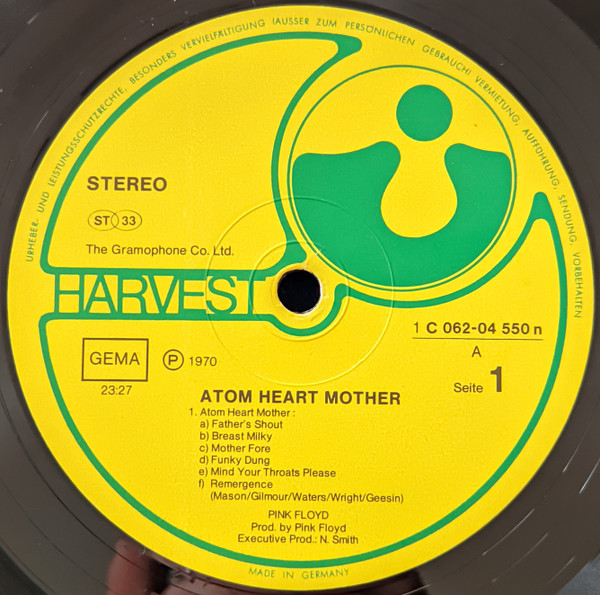 URHEBER- UND LEISTUNGSSCHUTZRECHTE, BESONDERS VERVIELFÄLTIGUNG (AUSSER ZUM PERSÖNLICHEN GEBRAUCH) VERMIETUNG, AUFFÜHRUNG, SENDUNG, VORBEHALTEN
STEREO
ST 33
The Gramophone Co. Ltd.
HARVEST
1 C 062-04 550 n
GEMA
P 1970
A
23:27
Seite 1
ATOM HEART MOTHER
1. Atom Heart Mother :
a) Father's Shout
b) Breast Milky
c) Mother Fore
d) Funky Dung
e) Mind Your Throats Please
f) Remergence
(Mason/Gilmour/Waters/Wright/Geesin)
PINK FLOYD
Prod. by Pink Floyd
Executive Prod.: N. Smith
MADE IN GERMANY